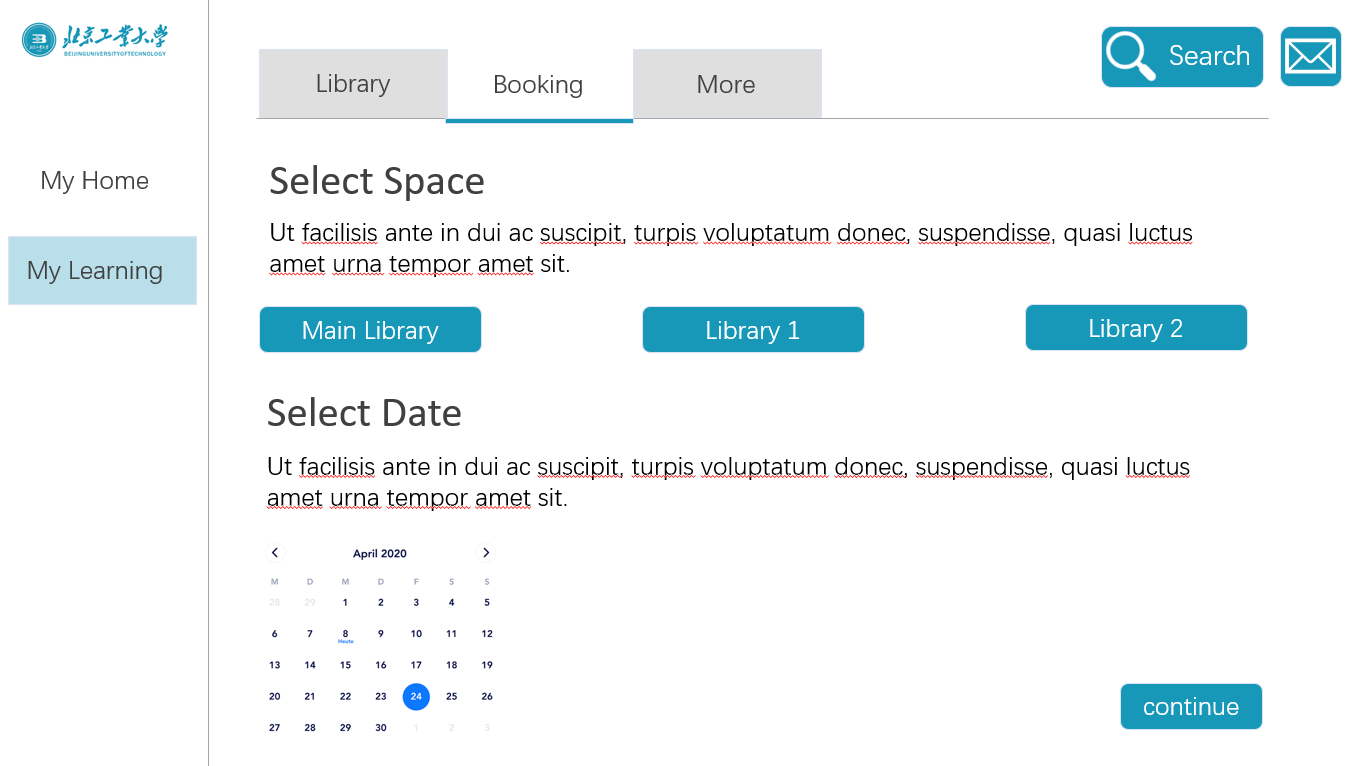 北京工业大学
BEIJINGUNIVERSITYOFTECHNOLOGY
Library
Booking
More
Search
My Home
My Learning
Select Space
Ut facilisis ante in dui ac suscipit, turpis voluptatum donec, suspendisse, quasi luctus
amet urna tempor amet sit.
Main Library
Library 1
Library 2
Select Date
Ut facilisis ante in dui ac suscipit, turpis voluptatum donec, suspendisse, quasi luctus
amet urna tempor amet sit.
April 2020
M D M D F S S
28 29 1 2 3 4 5
6 7 8 9 10 11 12
Heute
13 14 15 16 17 18 19
20 21 22 23 24 25 26
27 28 29 30 1 2 3
continue